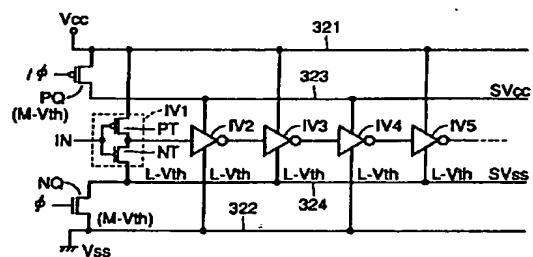 Vcc
321
/φ
PQ
(M-Vth)
323
SVcc
IV1
IN
PT
NT
IV2
IV3
IV4
IV5
NQ
φ
(M-Vth)
L-Vth
L-Vth
L-Vth
L-Vth
L-Vth
SVss
324
322
Vss